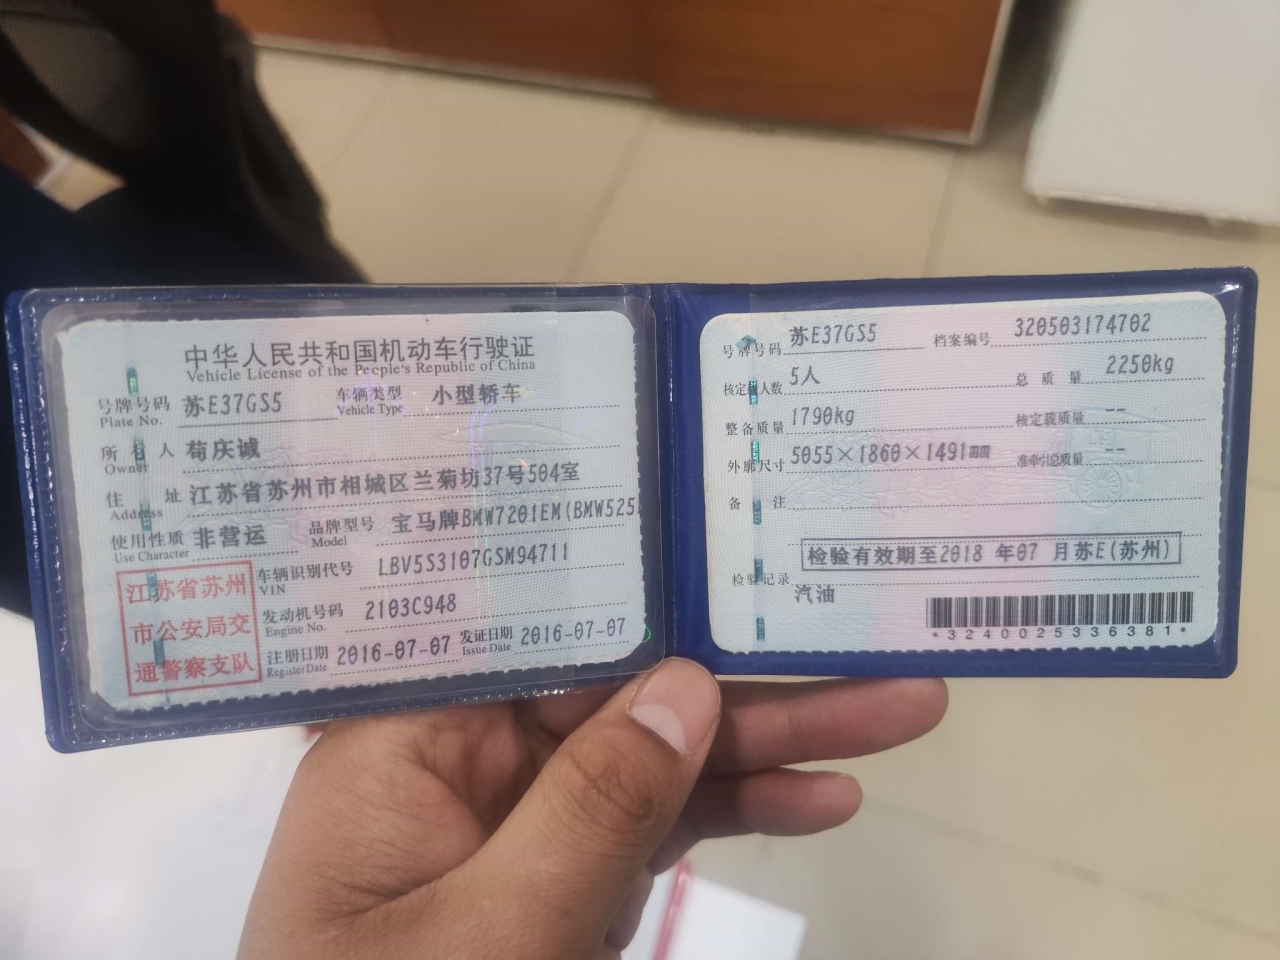 中华人民共和国机动车行驶证
Vehicle License of the People's Republic of China
号牌号码 苏E37GS5 车辆类型 小型轿车
Plate No. Vehicle Type
所有人 苟庆诚
Owner
住址 江苏省苏州市相城区兰菊坊37号504室
Address
使用性质 非营运 品牌型号 宝马牌BMW7201EM(BMW525
Use Character Model
江苏省苏州
市公安局交
通警察支队
车辆识别代号 LBV5S3107GSM94711
VIN
发动机号码 2103C948
Engine No.
注册日期 2016-07-07 发证日期 2016-07-07
Register Date Issue Date
号牌号码 苏E37GS5 档案编号 320503174702
核定载人数 5人 总质量 2250kg
整备质量 1790kg 核定载质量 --
外廓尺寸 5055×1860×1491mm 准牵引总质量 --
备注
检验有效期至2018 年07 月苏E(苏州)
检验记录
汽油
*3240025336381*